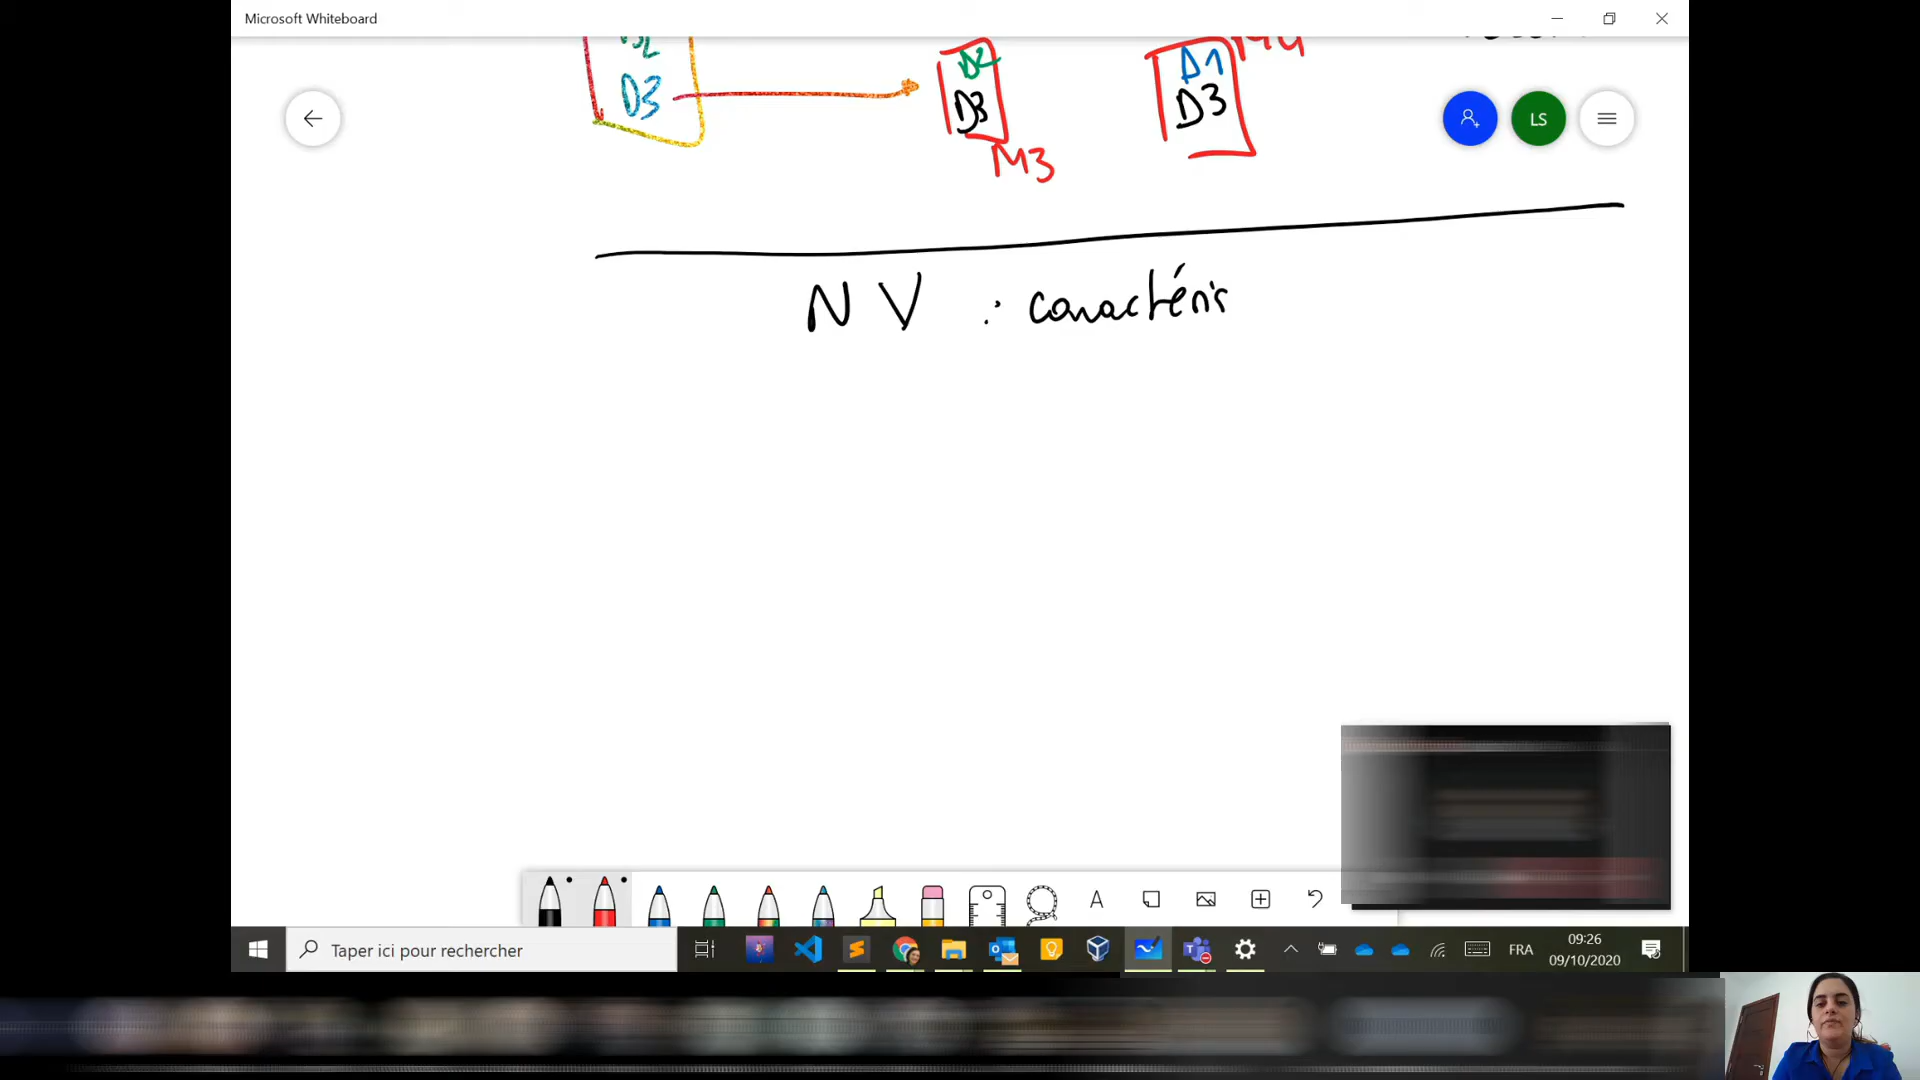 Microsoft Whiteboard
D3
D2
D3
M3
D1
D3
LS
N V : caractéris
A
Taper ici pour rechercher
FRA
09:26
09/10/2020